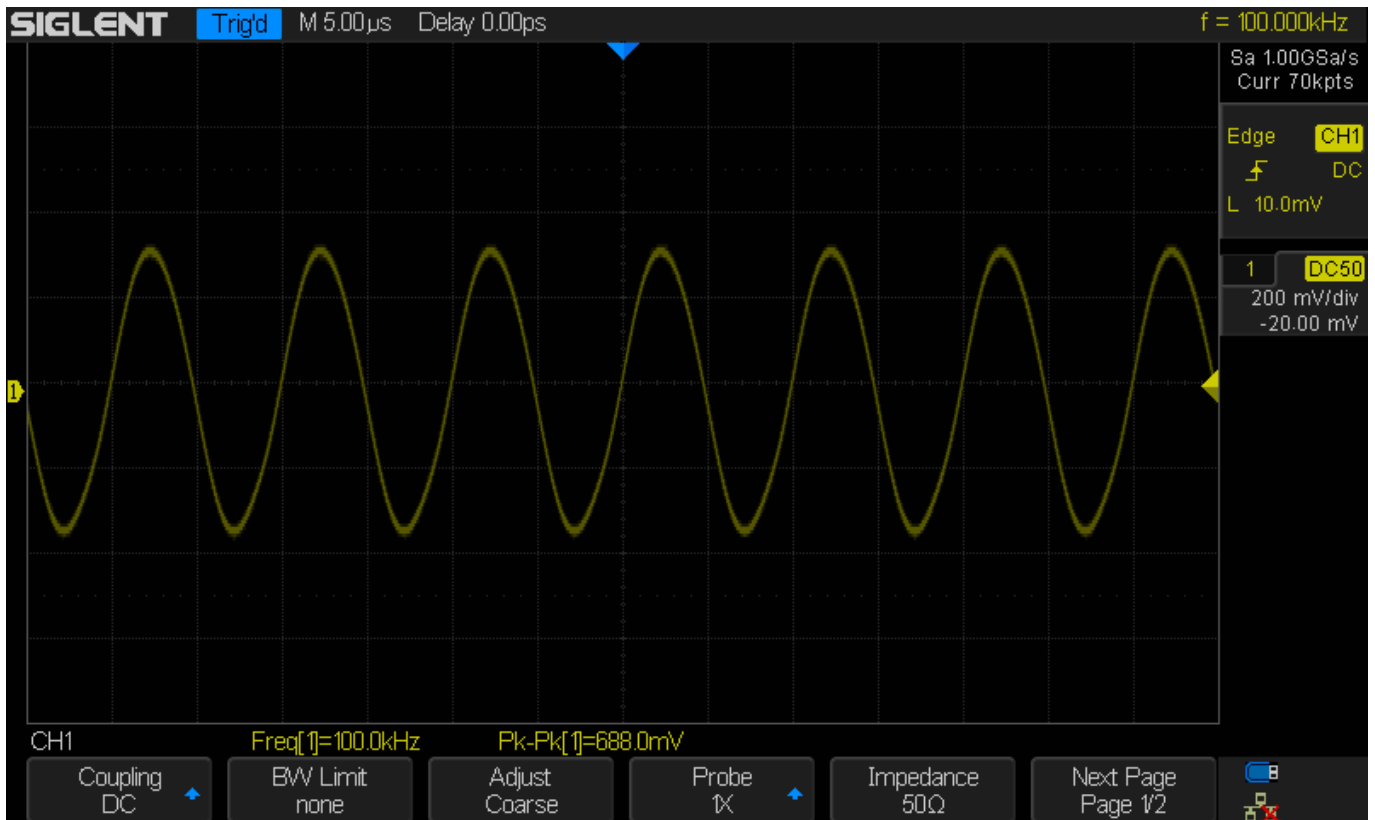 SIGLENT Trig'd M 5.00µs Delay 0.00ps f = 100.000kHz
Sa 1.00GSa/s
Curr 70kpts
Edge CH1
DC
L 10.0mV
1 DC50
200 mV/div
-20.00 mV
1
CH1 Freq[1]=100.0kHz Pk-Pk[1]=688.0mV
Coupling BW Limit Adjust Probe Impedance Next Page
DC none Coarse 1X 50Ω Page 1/2